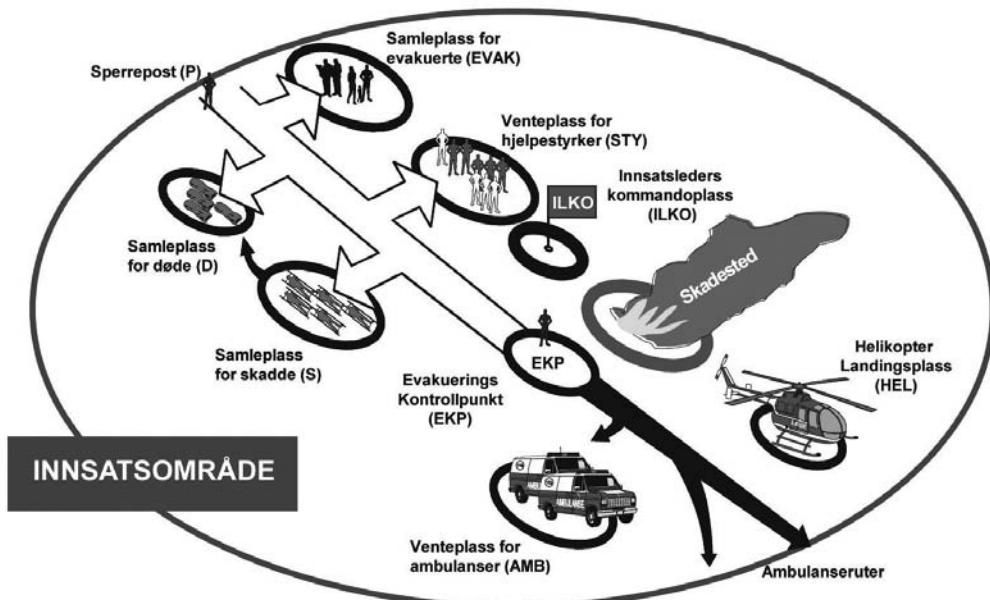 Samleplass for
evakuerte (EVAK)
Sperrepost (P)
Venteplass for
hjelpestyrker (STY)
Innsatsleders
kommandoplass
(ILKO)
ILKO
Skadested
Samleplass
for døde (D)
Samleplass
for skadde (S)
EKP
Evakuerings
Kontrollpunkt
(EKP)
Helikopter
Landingsplass
(HEL)
INNSATSOMRÅDE
AMBULANSE
Venteplass for
ambulanser (AMB)
Ambulanseruter